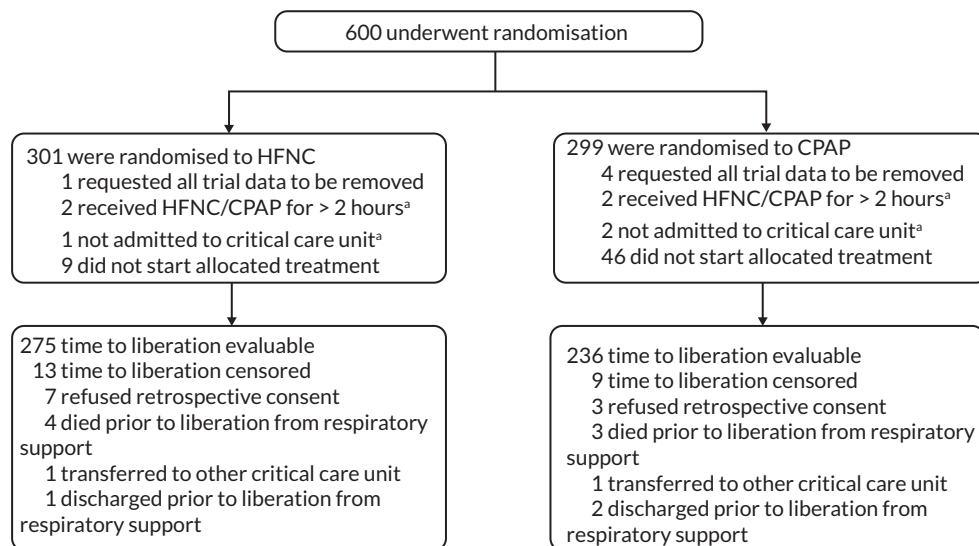 600 underwent randomisation
301 were randomised to HFNC
1 requested all trial data to be removed
2 received HFNC/CPAP for > 2 hoursᵃ
1 not admitted to critical care unitᵃ
9 did not start allocated treatment
299 were randomised to CPAP
4 requested all trial data to be removed
2 received HFNC/CPAP for > 2 hoursᵃ
2 not admitted to critical care unitᵃ
46 did not start allocated treatment
275 time to liberation evaluable
13 time to liberation censored
7 refused retrospective consent
4 died prior to liberation from respiratory
support
1 transferred to other critical care unit
1 discharged prior to liberation from
respiratory support
236 time to liberation evaluable
9 time to liberation censored
3 refused retrospective consent
3 died prior to liberation from respiratory
support
1 transferred to other critical care unit
2 discharged prior to liberation from
respiratory support